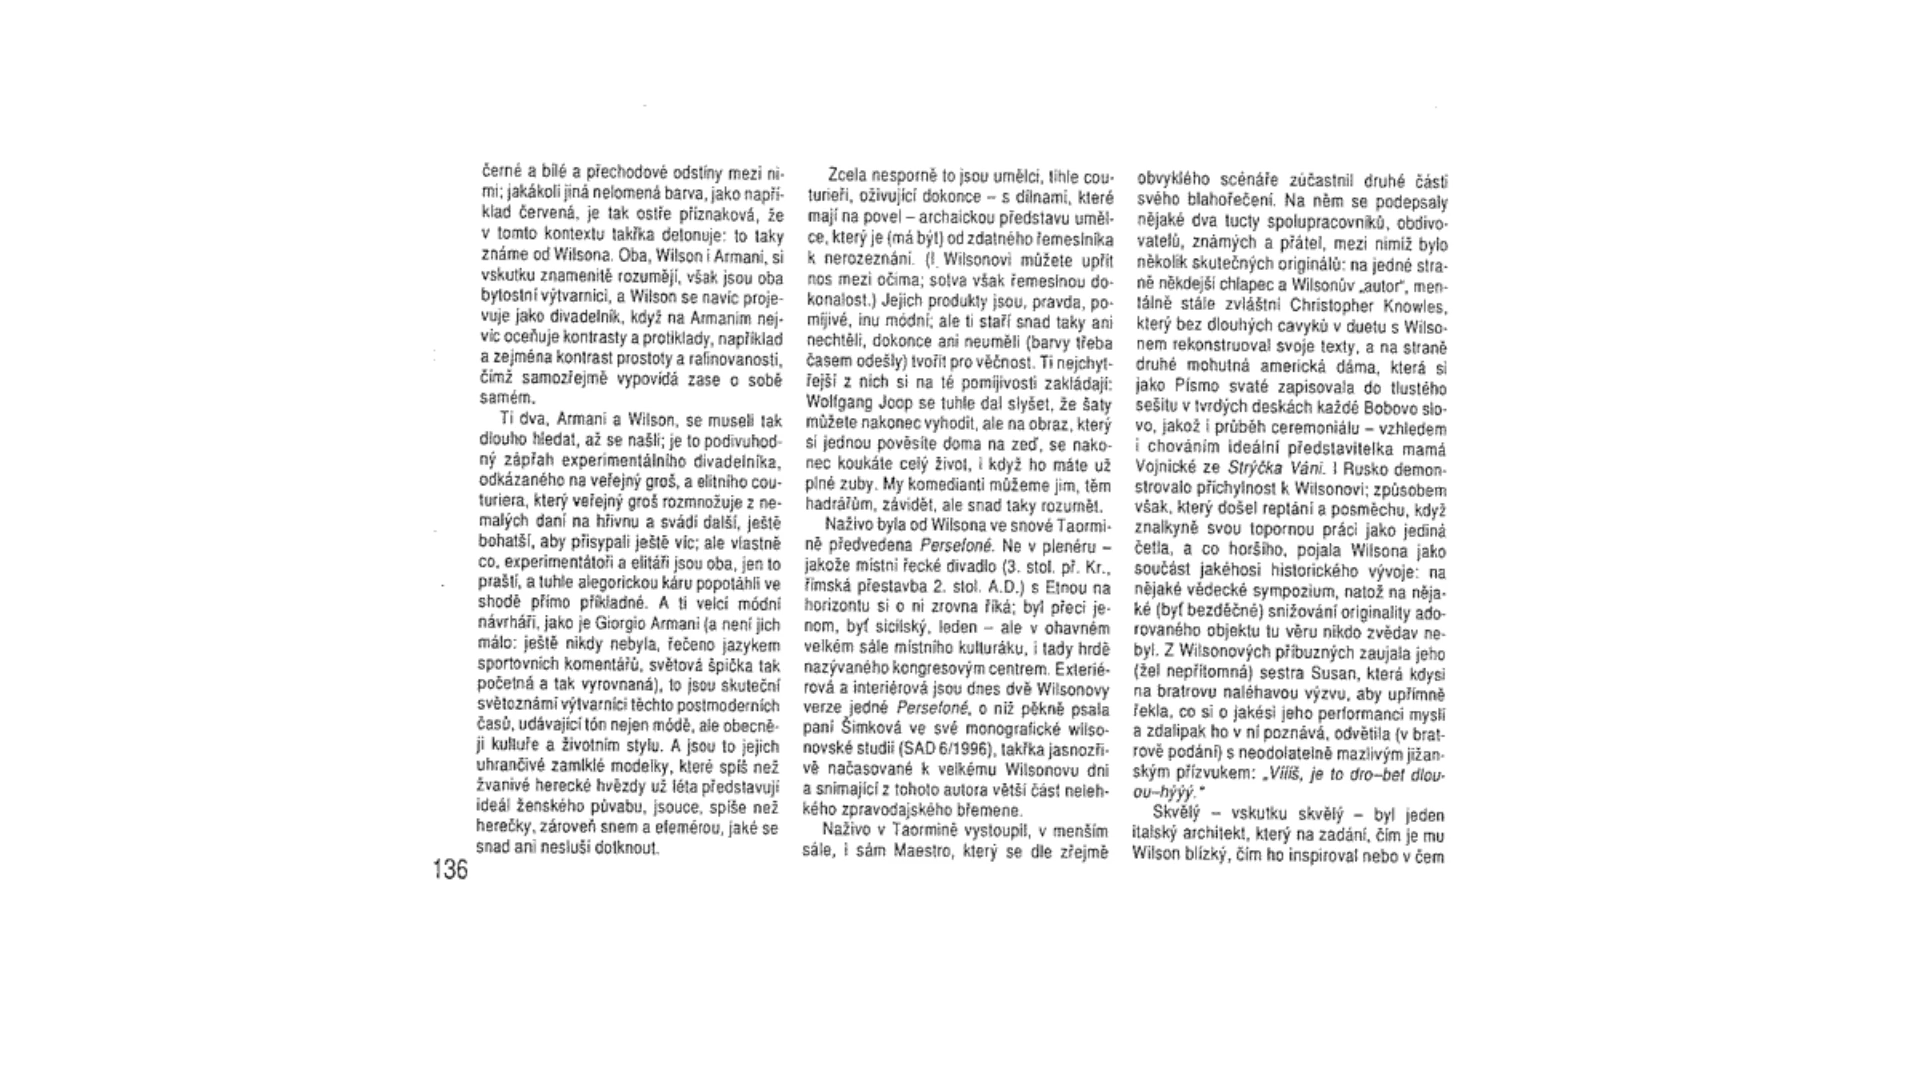 černé a bílé a přechodové odstíny mezi ni-
mi; jakákoli jiná nelomená barva, jako napří-
klad červená, je tak ostře příznaková, že
v tomto kontextu takřka detonuje: to taky
známe od Wilsona. Oba, Wilson i Armani, si
vskutku znamenitě rozumějí, však jsou oba
bytostní výtvarníci, a Wilson se navíc proje-
vuje jako divadelník, když na Armanim nej-
víc oceňuje kontrasty a protiklady, například
a zejména kontrast prostoty a rafinovanosti,
čímž samozřejmě vypovídá zase o sobě
samém.
Ti dva, Armani a Wilson, se museli tak
dlouho hledat, až se našli; je to podivuhod-
ný zápřah experimentálního divadelníka,
odkázaného na veřejný groš, a elitního cou-
turiera, který veřejný groš rozmnožuje z ne-
malých daní na hřivnu a svádí další, ještě
bohatší, aby přisypali ještě víc; ale vlastně
co, experimentátoři a elitáři jsou oba, jen to
praští, a tuhle alegorickou káru popotáhli ve
shodě přímo příkladné. A ti velcí módní
návrháři, jako je Giorgio Armani (a není jich
málo: ještě nikdy nebyla, řečeno jazykem
sportovních komentářů, světová špička tak
početná a tak vyrovnaná), to jsou skuteční
světoznámí výtvarníci těchto postmoderních
časů, udávající tón nejen módě, ale obecně-
ji kultuře a životním stylu. A jsou to jejich
uhrančivé zamlklé modelky, které spíš než
žvanivé herecké hvězdy už léta představují
ideál ženského půvabu, jsouce, spíše než
herečky, zároveň snem a efemérou, jaké se
snad ani nesluší dotknout.
136
Zcela nesporně to jsou umělci, tihle cou-
turieři, oživující dokonce – s dílnami, které
mají na povel – archaickou představu uměl-
ce, který je (má být) od zdatného řemeslníka
k nerozeznání. (I Wilsonovi můžete upřít
nos mezi očima; sotva však řemeslnou do-
konalost.) Jejich produkty jsou, pravda, po-
míjivé, inu módní; ale ti staří snad taky ani
nechtěli, dokonce ani neuměli (barvy třeba
časem odešly) tvořit pro věčnost. Ti nejchyt-
řejší z nich si na té pomíjivosti zakládají:
Wolfgang Joop se tuhle dal slyšet, že šaty
můžete nakonec vyhodit, ale na obraz, který
si jednou pověsíte doma na zeď, se nako-
nec koukáte celý život, i když ho máte už
plné zuby. My komedianti můžeme jim, těm
hadrářům, závidět, ale snad taky rozumět.
Naživo byla od Wilsona ve snové Taormi-
ně předvedena Persefoné. Ne v plenéru –
jakože místní řecké divadlo (3. stol. př. Kr.,
římská přestavba 2. stol. A.D.) s Etnou na
horizontu si o ni zrovna říká; byl přeci je-
nom, byť sicilský, leden – ale v ohavném
velkém sále místního kulturáku, i tady hrdě
nazývaného kongresovým centrem. Exterié-
rová a interiérová jsou dnes dvě Wilsonovy
verze jedné Persefoné, o níž pěkně psala
paní Šimková ve své monografické wilso-
novské studii (SAD 6/1996), takřka jasnozři-
vě načasované k velkému Wilsonovu dni
a snímající z tohoto autora větší část neleh-
kého zpravodajského břemene.
Naživo v Taormině vystoupil, v menším
sále, i sám Maestro, který se dle zřejmě
obvyklého scénáře zúčastnil druhé části
svého blahořečení. Na něm se podepsaly
nějaké dva tucty spolupracovníků, obdivo-
vatelů, známých a přátel, mezi nimiž bylo
několik skutečných originálů: na jedné stra-
ně někdejší chlapec a Wilsonův „autor“, men-
tálně stále zvláštní Christopher Knowles,
který bez dlouhých cavyků v duetu s Wilso-
nem rekonstruoval svoje texty, a na straně
druhé mohutná americká dáma, která si
jako Písmo svaté zapisovala do tlustého
sešitu v tvrdých deskách každé Bobovo slo-
vo, jakož i průběh ceremoniálu – vzhledem
i chováním ideální představitelka mamá
Vojnické ze Strýčka Váni. I Rusko demon-
strovalo příchylnost k Wilsonovi; způsobem
však, který došel reptání a posměchu, když
znalkyně svou topornou práci jako jediná
četla, a co horšího, pojala Wilsona jako
součást jakéhosi historického vývoje: na
nějaké vědecké sympozium, natož na něja-
ké (byť bezděčné) snižování originality ado-
rovaného objektu tu věru nikdo zvědav ne-
byl. Z Wilsonových příbuzných zaujala jeho
(žel nepřítomná) sestra Susan, která kdysi
na bratrovu naléhavou výzvu, aby upřímně
řekla, co si o jakési jeho performanci myslí
a zdalipak ho v ní poznává, odvětila (v brat-
rově podání) s neodolatelně mazlivým jižan-
ským přízvukem: „Viííš, je to dro–bet dlou-
ou–hýýý.“
Skvělý – vskutku skvělý – byl jeden
italský architekt, který na zadání, čím je mu
Wilson blízký, čím ho inspiroval nebo v čem